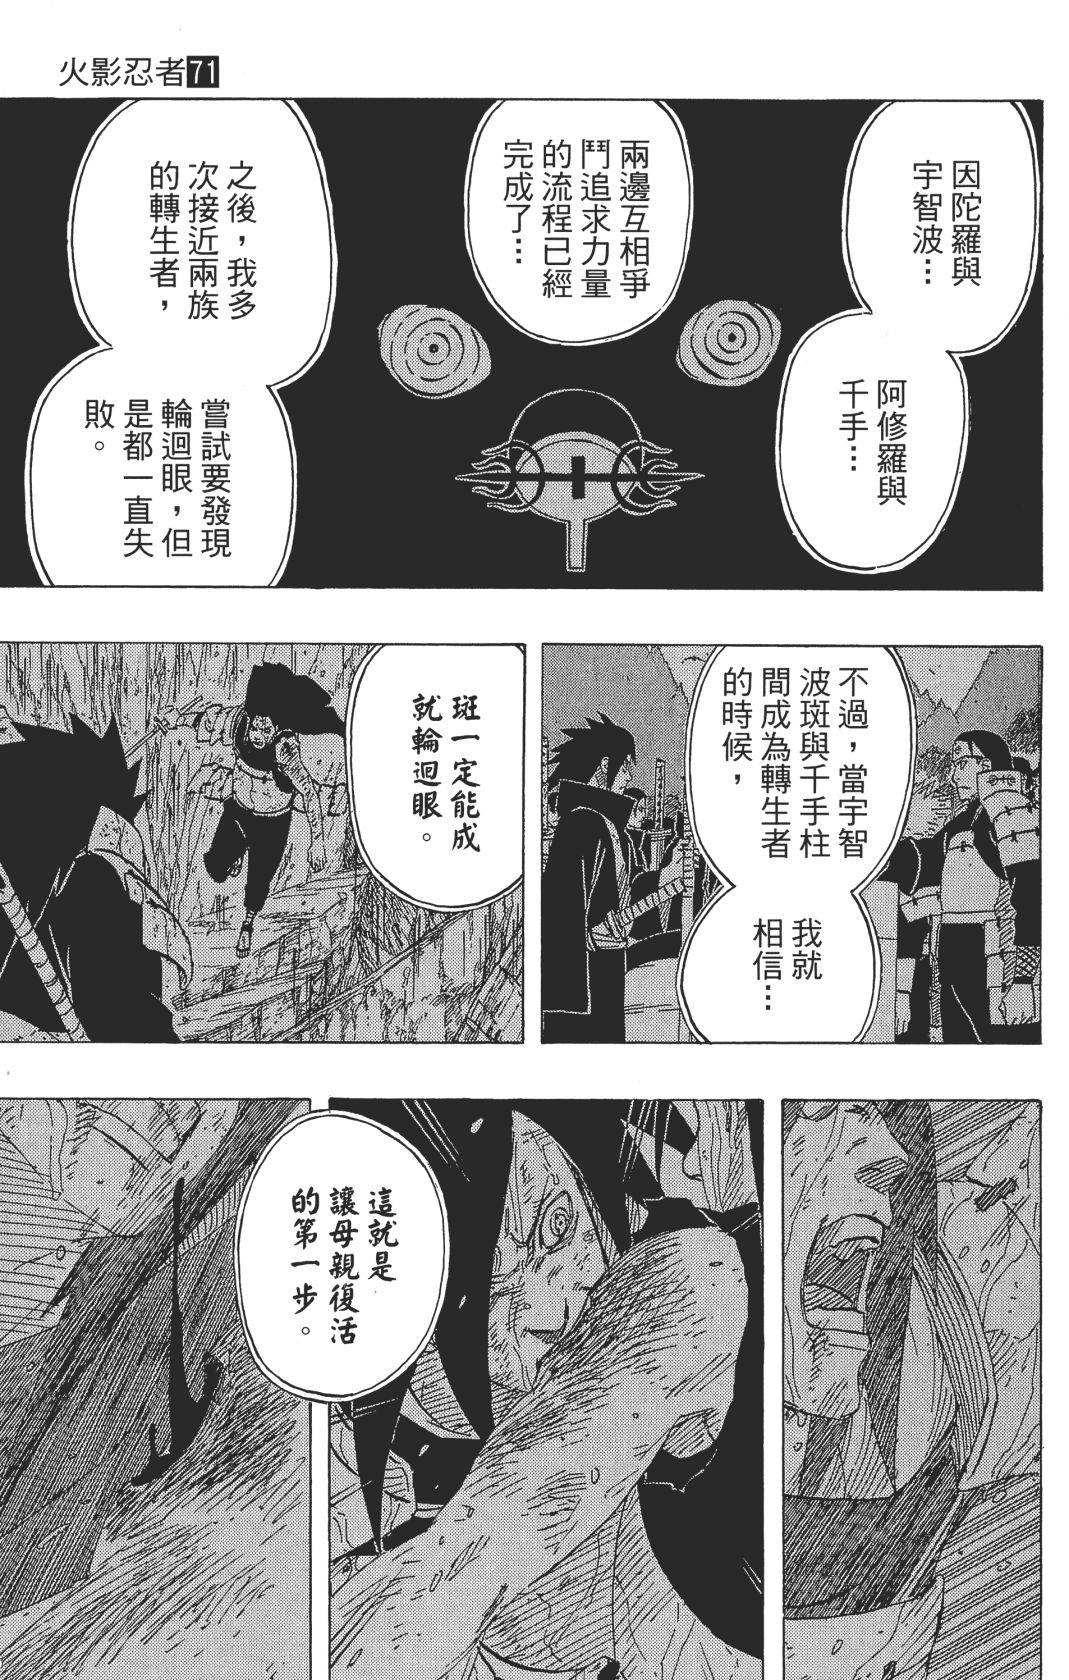 火影忍者71
因陀羅與
宇智波…
阿修羅與
千手…
兩邊互相爭
鬥追求力量
的流程已經
完成了…
之後，我多
次接近兩族
的轉生者，
嘗試要發現
輪迴眼，但
是都一直失
敗。
不過，當宇智
波斑與千手柱
間成為轉生者
的時候，
我就
相信…
斑一定能成
就輪迴眼。
這就是
讓母親復活
的第一步。